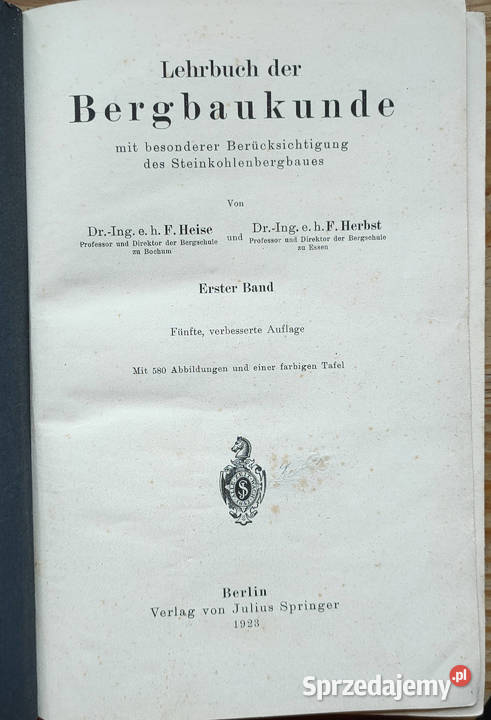 Lehrbuch der
Bergbaukunde
mit besonderer Berücksichtigung
des Steinkohlenbergbaues
Von
Dr.-Ing. e. h. F. Heise
Professor und Direktor der Bergschule
zu Bochum
und
Dr.-Ing. e. h. F. Herbst
Professor und Direktor der Bergschule
zu Essen
Erster Band
Fünfte, verbesserte Auflage
Mit 580 Abbildungen und einer farbigen Tafel
Berlin
Verlag von Julius Springer
1923
Sprzedajemy.pl